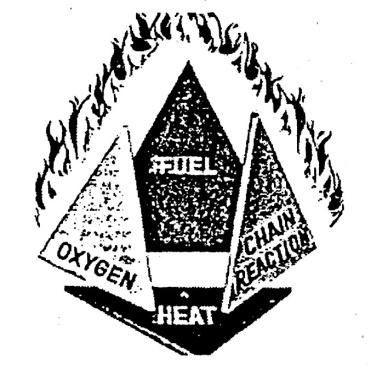 FUEL
OXYGEN
CHAIN
REACTION
HEAT